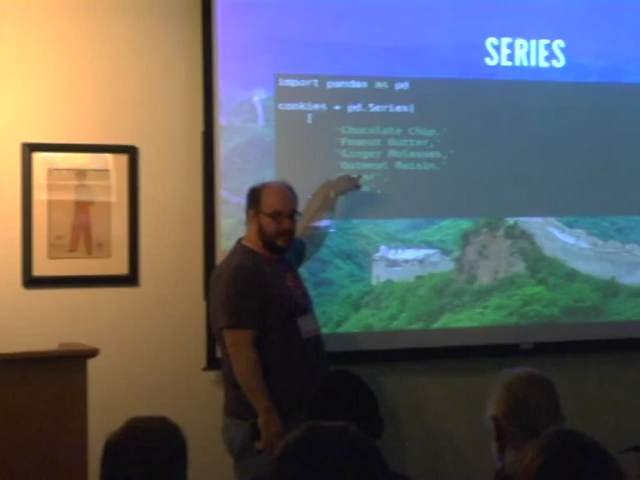 SERIES
import pandas as pd
cookies = pd.Series(
[
'Chocolate Chip,'
'Peanut Butter,'
'Ginger Molasses,'
'Oatmeal Raisin,'